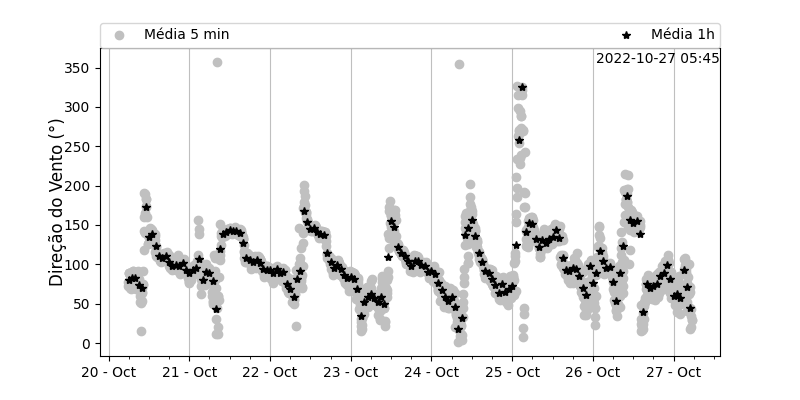 Média 5 min
Média 1h
2022-10-27 05:45
Direção do Vento (°)
350
300
250
200
150
100
50
0
20 - Oct
21 - Oct
22 - Oct
23 - Oct
24 - Oct
25 - Oct
26 - Oct
27 - Oct